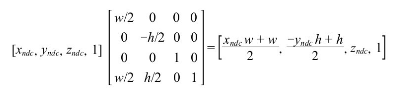 [x_ndc, y_ndc, z_ndc, 1] [w/2 0 0 0; 0 −h/2 0 0; 0 0 1 0; w/2 h/2 0 1] = [(x_ndc w + w)/2, (−y_ndc h + h)/2, z_ndc, 1]